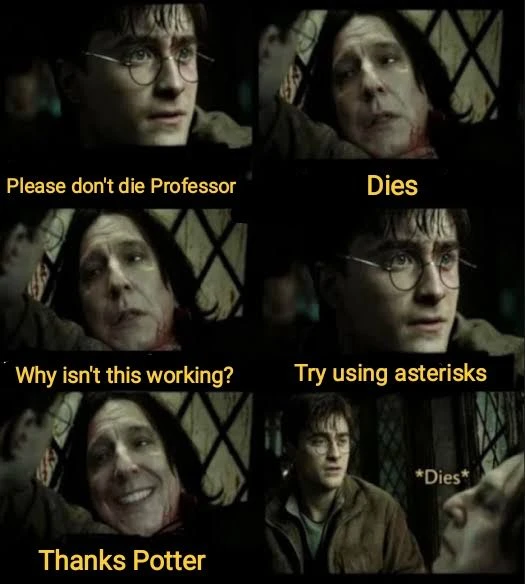 Please don't die Professor
Dies
Why isn't this working?
Try using asterisks
Thanks Potter
*Dies*